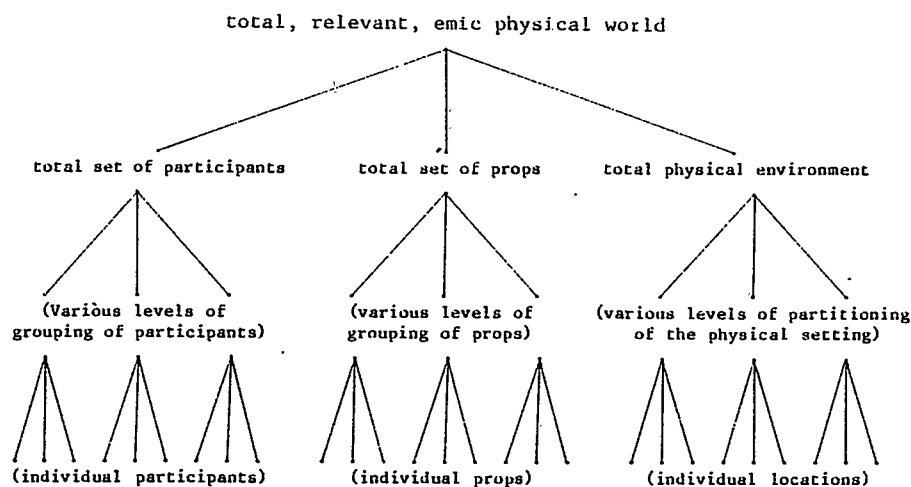 total, relevant, emic physical world
total set of participants
total set of props
total physical environment
(Various levels of
grouping of participants)
(various levels of
grouping of props)
(various levels of partitioning
of the physical setting)
(individual participants)
(individual props)
(individual locations)